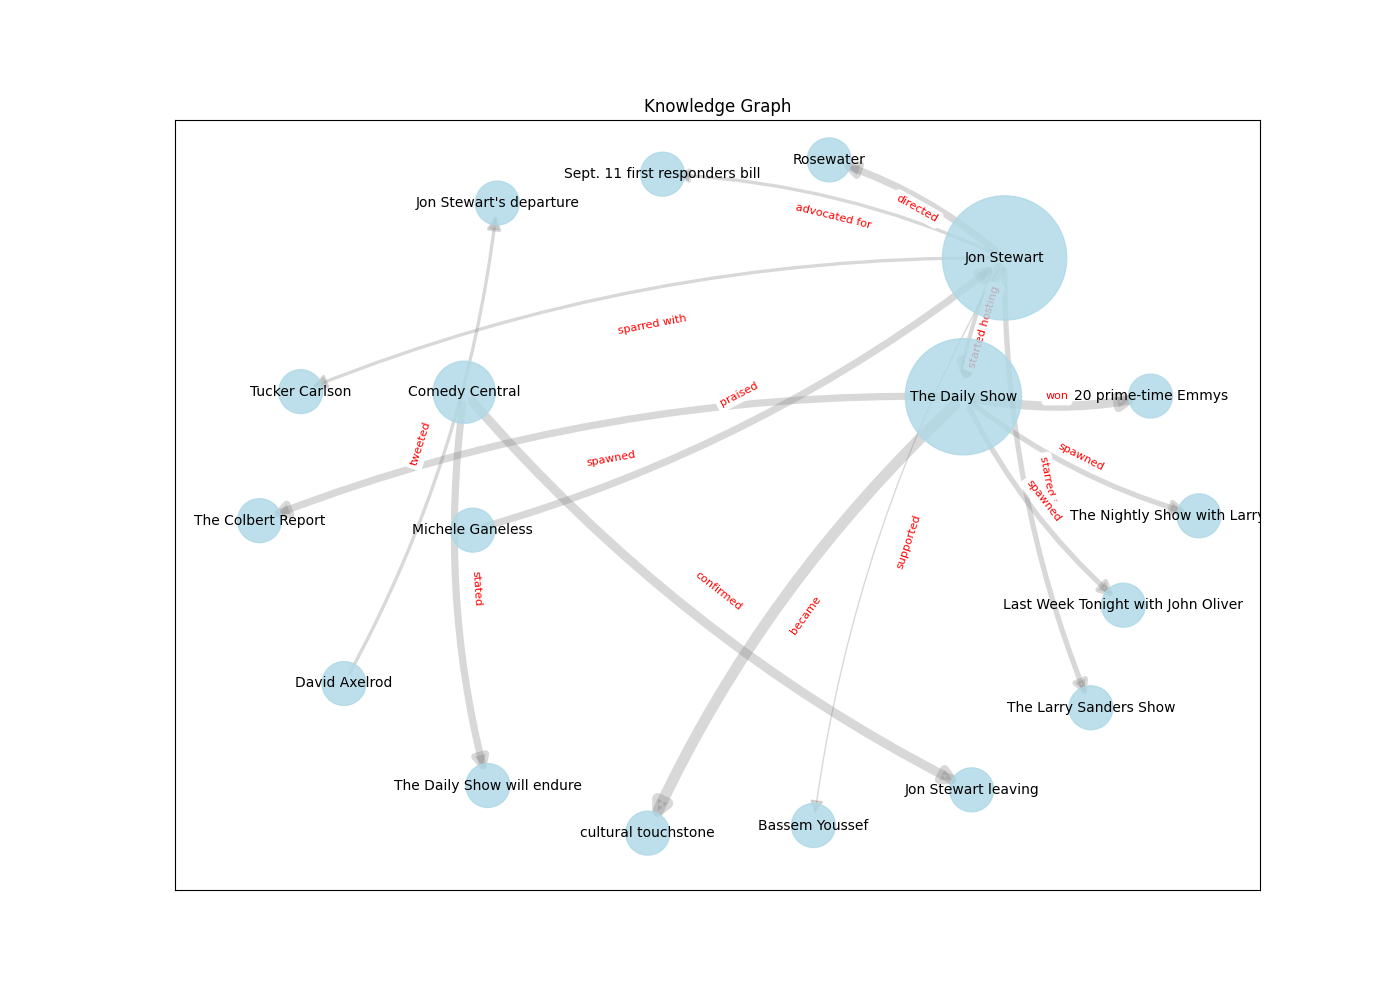 Knowledge Graph
Rosewater
Sept. 11 first responders bill
Jon Stewart's departure
directed
advocated for
Jon Stewart
sparred with
started hosting
Tucker Carlson
Comedy Central
praised
The Daily Show
won
20 prime-time Emmys
tweeted
spawned
spawned
starred
spawned
The Colbert Report
Michele Ganeless
The Nightly Show with Larry
supported
stated
confirmed
became
Last Week Tonight with John Oliver
David Axelrod
The Larry Sanders Show
The Daily Show will endure
Jon Stewart leaving
cultural touchstone
Bassem Youssef